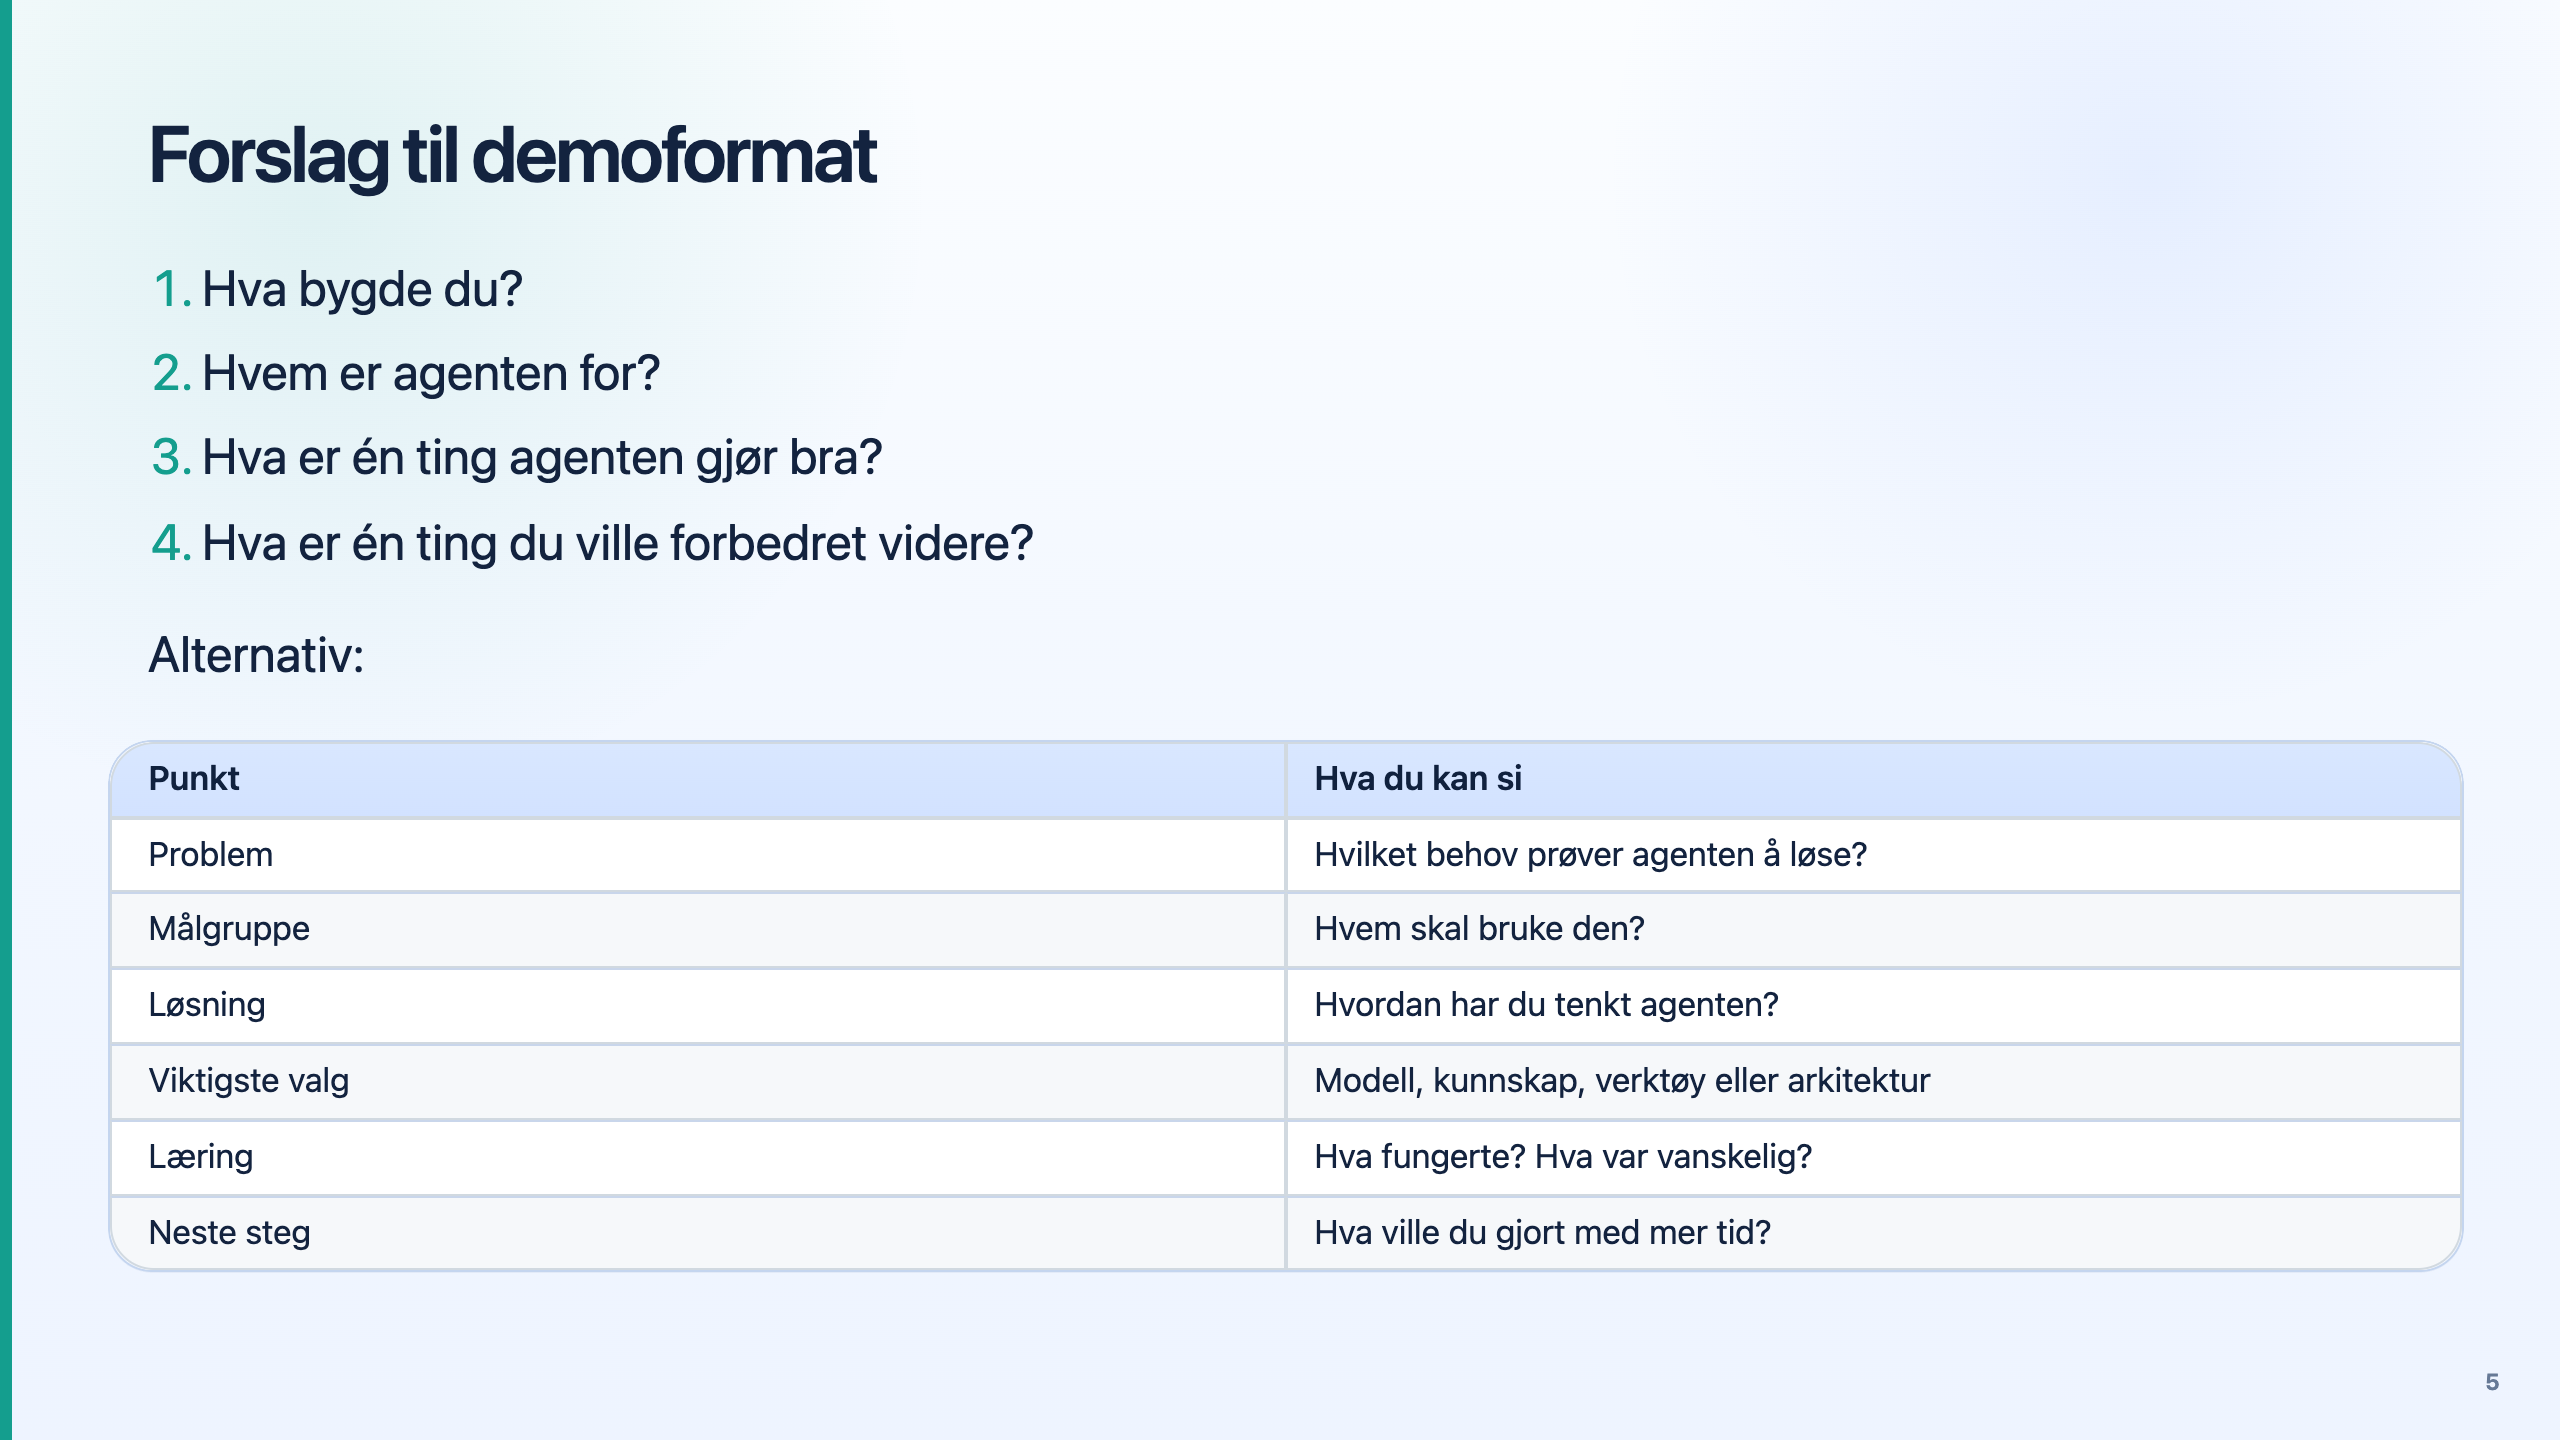 Forslag til demoformat
1. Hva bygde du?
2. Hvem er agenten for?
3. Hva er én ting agenten gjør bra?
4. Hva er én ting du ville forbedret videre?
Alternativ:
Punkt Hva du kan si
Problem Hvilket behov prøver agenten å løse?
Målgruppe Hvem skal bruke den?
Løsning Hvordan har du tenkt agenten?
Viktigste valg Modell, kunnskap, verktøy eller arkitektur
Læring Hva fungerte? Hva var vanskelig?
Neste steg Hva ville du gjort med mer tid?
5